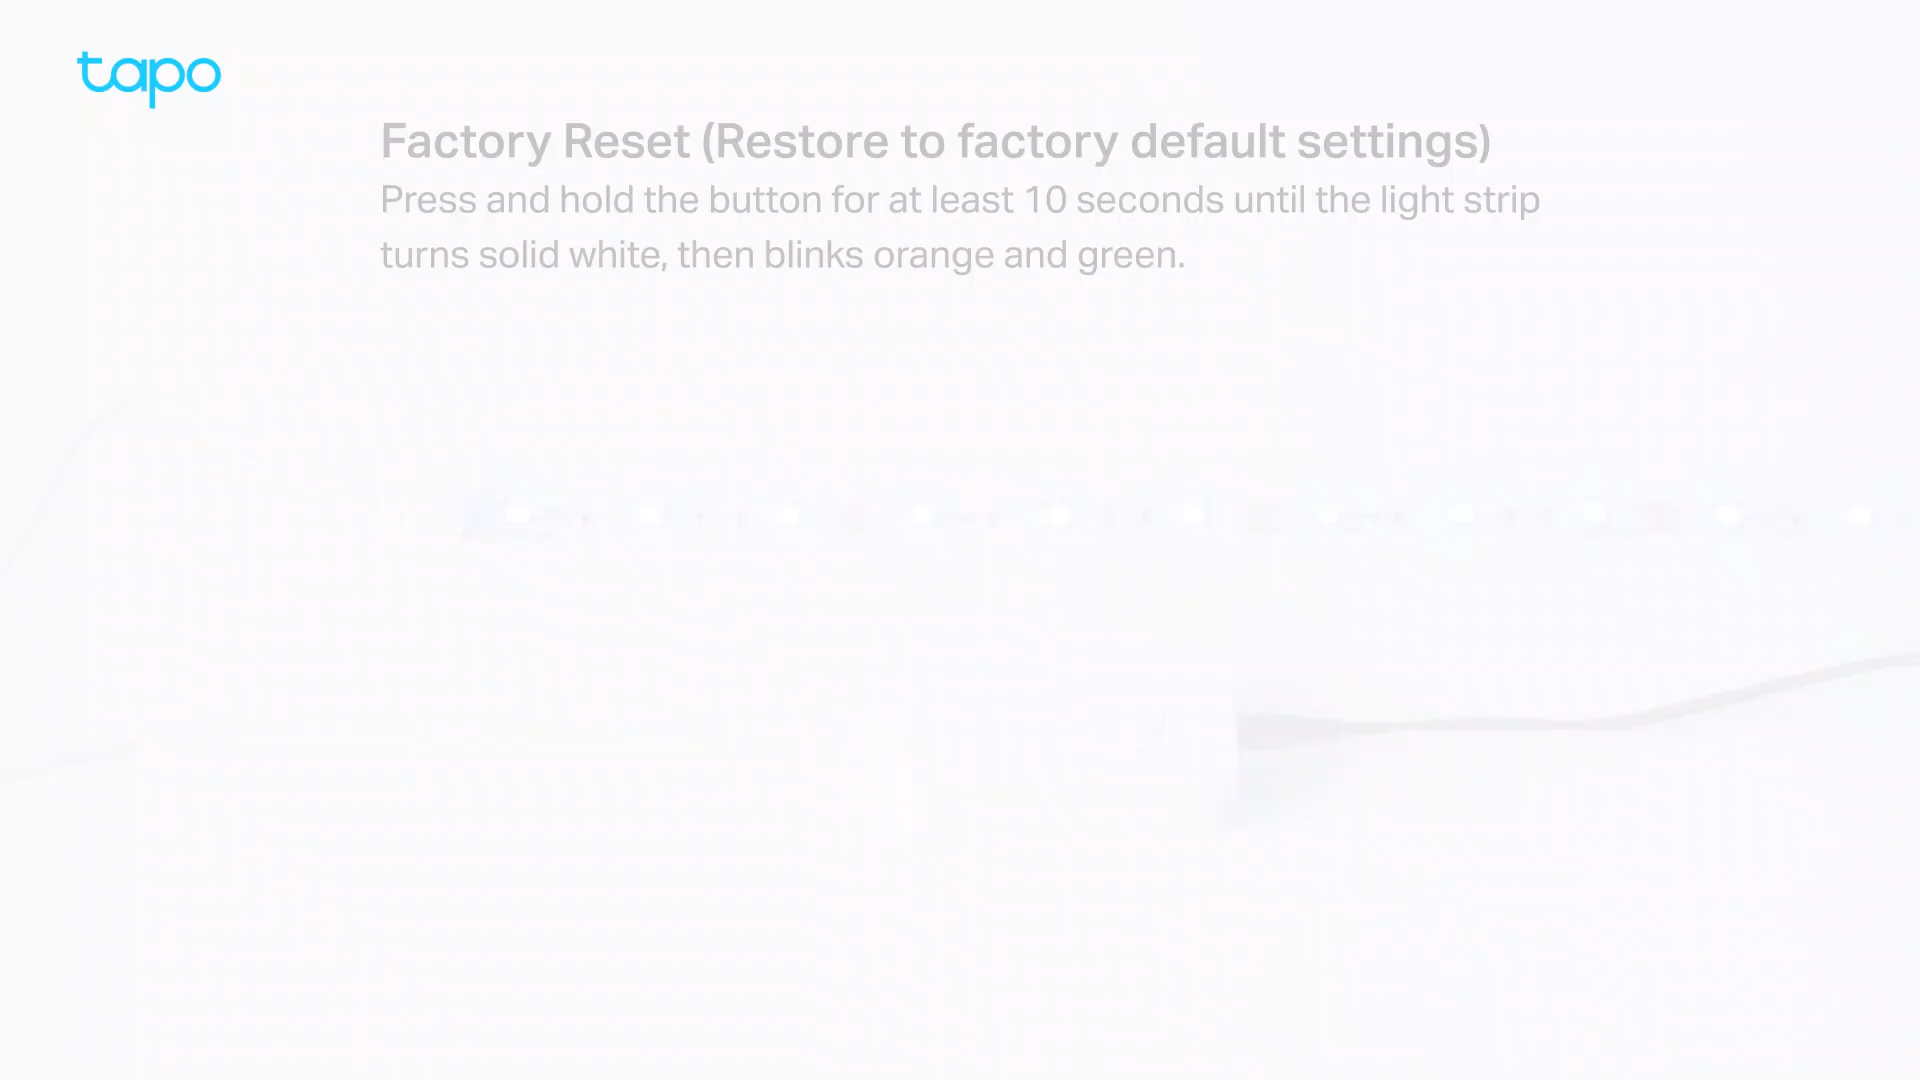 tapo
Factory Reset (Restore to factory default settings)
Press and hold the button for at least 10 seconds until the light strip
turns solid white, then blinks orange and green.